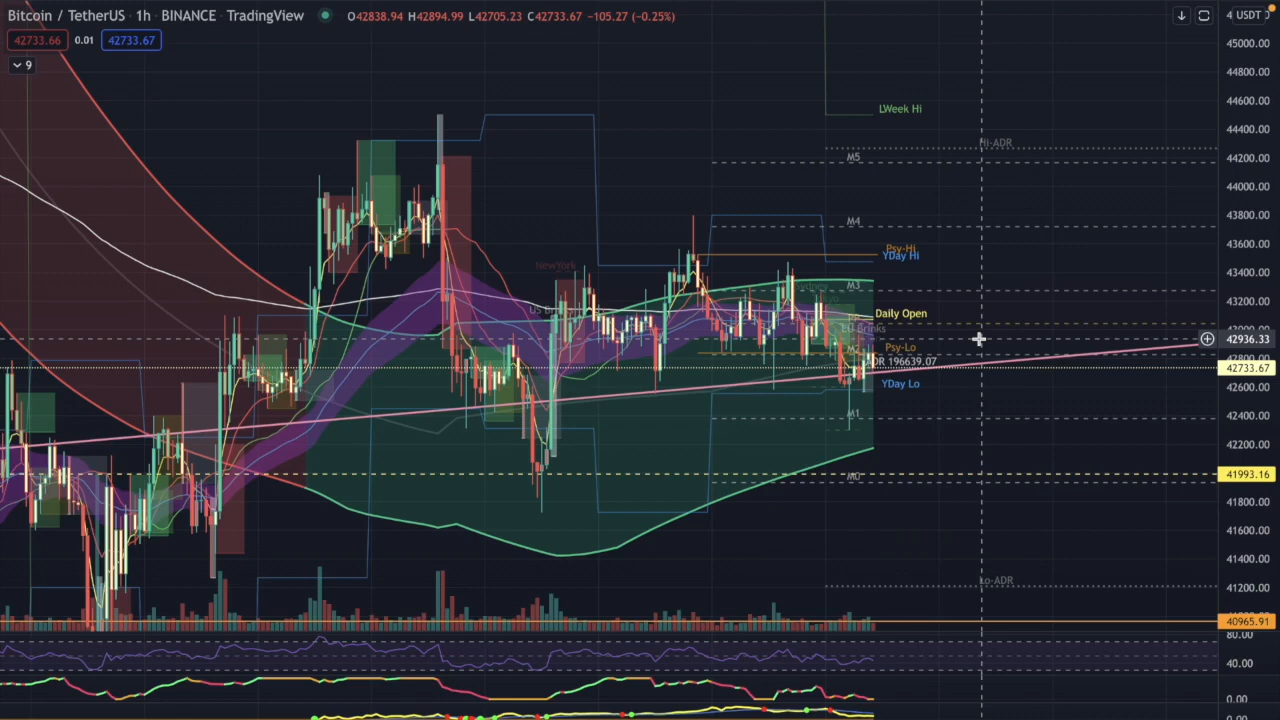 Bitcoin / TetherUS · 1h · BINANCE · TradingView O42838.94 H42894.99 L42705.23 C42733.67 −105.27 (−0.25%)
USDT
42733.66 0.01 42733.67
9
45000.00
44800.00
LWeek Hi
44600.00
44400.00
Hi-ADR
M5
44200.00
44000.00
M4
43800.00
Psy-Hi
43600.00
YDay Hi
NewYork
43400.00
M3
43200.00
Daily Open
42936.33
Psy-Lo
M2
42733.67
YDay Lo
42600.00
M1
42400.00
42200.00
M0
41993.16
41800.00
41600.00
41400.00
Lo-ADR
41200.00
40965.91
80.00
40.00
0.00